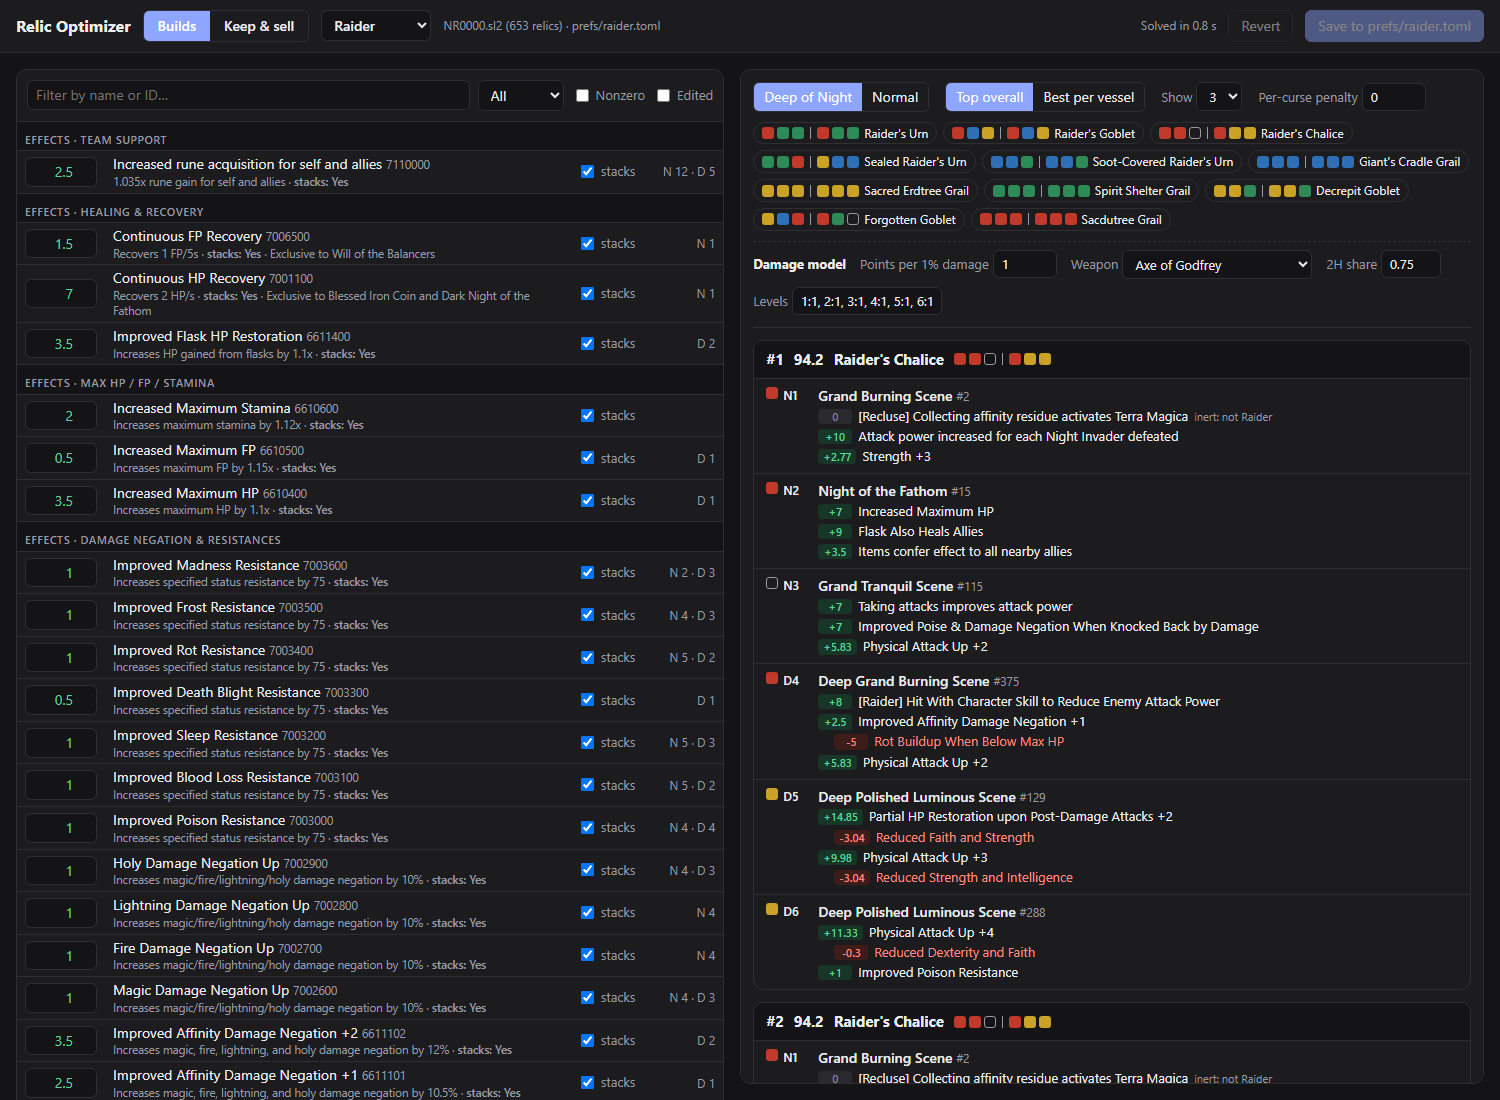 Relic Optimizer Builds Keep & sell Raider NR0000.sl2 (653 relics) · prefs/raider.toml Solved in 0.8 s Revert Save to prefs/raider.toml
Filter by name or ID... All Nonzero Edited
EFFECTS · TEAM SUPPORT
2.5 Increased rune acquisition for self and allies 7110000 stacks N 12 · D 5
1.035x rune gain for self and allies · stacks: Yes
EFFECTS · HEALING & RECOVERY
1.5 Continuous FP Recovery 7006500 stacks N 1
Recovers 1 FP/5s · stacks: Yes · Exclusive to Will of the Balancers
7 Continuous HP Recovery 7001100 stacks N 1
Recovers 2 HP/s · stacks: Yes · Exclusive to Blessed Iron Coin and Dark Night of the
Fathom
3.5 Improved Flask HP Restoration 6611400 stacks D 2
Increases HP gained from flasks by 1.1x · stacks: Yes
EFFECTS · MAX HP / FP / STAMINA
2 Increased Maximum Stamina 6610600 stacks
Increases maximum stamina by 1.12x · stacks: Yes
0.5 Increased Maximum FP 6610500 stacks D 1
Increases maximum FP by 1.15x · stacks: Yes
3.5 Increased Maximum HP 6610400 stacks D 1
Increases maximum HP by 1.1x · stacks: Yes
EFFECTS · DAMAGE NEGATION & RESISTANCES
1 Improved Madness Resistance 7003600 stacks N 2 · D 3
Increases specified status resistance by 75 · stacks: Yes
1 Improved Frost Resistance 7003500 stacks N 4 · D 3
Increases specified status resistance by 75 · stacks: Yes
1 Improved Rot Resistance 7003400 stacks N 5 · D 2
Increases specified status resistance by 75 · stacks: Yes
0.5 Improved Death Blight Resistance 7003300 stacks D 1
Increases specified status resistance by 75 · stacks: Yes
1 Improved Sleep Resistance 7003200 stacks N 5 · D 3
Increases specified status resistance by 75 · stacks: Yes
1 Improved Blood Loss Resistance 7003100 stacks N 5 · D 2
Increases specified status resistance by 75 · stacks: Yes
1 Improved Poison Resistance 7003000 stacks N 4 · D 4
Increases specified status resistance by 75 · stacks: Yes
1 Holy Damage Negation Up 7002900 stacks N 4 · D 3
Increases magic/fire/lightning/holy damage negation by 10% · stacks: Yes
1 Lightning Damage Negation Up 7002800 stacks N 4
Increases magic/fire/lightning/holy damage negation by 10% · stacks: Yes
1 Fire Damage Negation Up 7002700 stacks N 4
Increases magic/fire/lightning/holy damage negation by 10% · stacks: Yes
1 Magic Damage Negation Up 7002600 stacks N 4 · D 3
Increases magic/fire/lightning/holy damage negation by 10% · stacks: Yes
3.5 Improved Affinity Damage Negation +2 6611102 stacks D 2
Increases magic, fire, lightning, and holy damage negation by 12% · stacks: Yes
2.5 Improved Affinity Damage Negation +1 6611101 stacks D 1
Increases magic, fire, lightning, and holy damage negation by 10.5% · stacks: Yes
Deep of Night Normal Top overall Best per vessel Show 3 Per-curse penalty 0
Raider's Urn Raider's Goblet Raider's Chalice
Sealed Raider's Urn Soot-Covered Raider's Urn Giant's Cradle Grail
Sacred Erdtree Grail Spirit Shelter Grail Decrepit Goblet
Forgotten Goblet Sacdutree Grail
Damage model Points per 1% damage 1 Weapon Axe of Godfrey 2H share 0.75
Levels 1:1, 2:1, 3:1, 4:1, 5:1, 6:1
#1 94.2 Raider's Chalice
N1 Grand Burning Scene #2
0 [Recluse] Collecting affinity residue activates Terra Magica inert: not Raider
+10 Attack power increased for each Night Invader defeated
+2.77 Strength +3
N2 Night of the Fathom #15
+7 Increased Maximum HP
+9 Flask Also Heals Allies
+3.5 Items confer effect to all nearby allies
N3 Grand Tranquil Scene #115
+7 Taking attacks improves attack power
+7 Improved Poise & Damage Negation When Knocked Back by Damage
+5.83 Physical Attack Up +2
D4 Deep Grand Burning Scene #375
+8 [Raider] Hit With Character Skill to Reduce Enemy Attack Power
+2.5 Improved Affinity Damage Negation +1
-5 Rot Buildup When Below Max HP
+5.83 Physical Attack Up +2
D5 Deep Polished Luminous Scene #129
+14.85 Partial HP Restoration upon Post-Damage Attacks +2
-3.04 Reduced Faith and Strength
+9.98 Physical Attack Up +3
-3.04 Reduced Strength and Intelligence
D6 Deep Polished Luminous Scene #288
+11.33 Physical Attack Up +4
-0.3 Reduced Dexterity and Faith
+1 Improved Poison Resistance
#2 94.2 Raider's Chalice
N1 Grand Burning Scene #2
0 [Recluse] Collecting affinity residue activates Terra Magica inert: not Raider